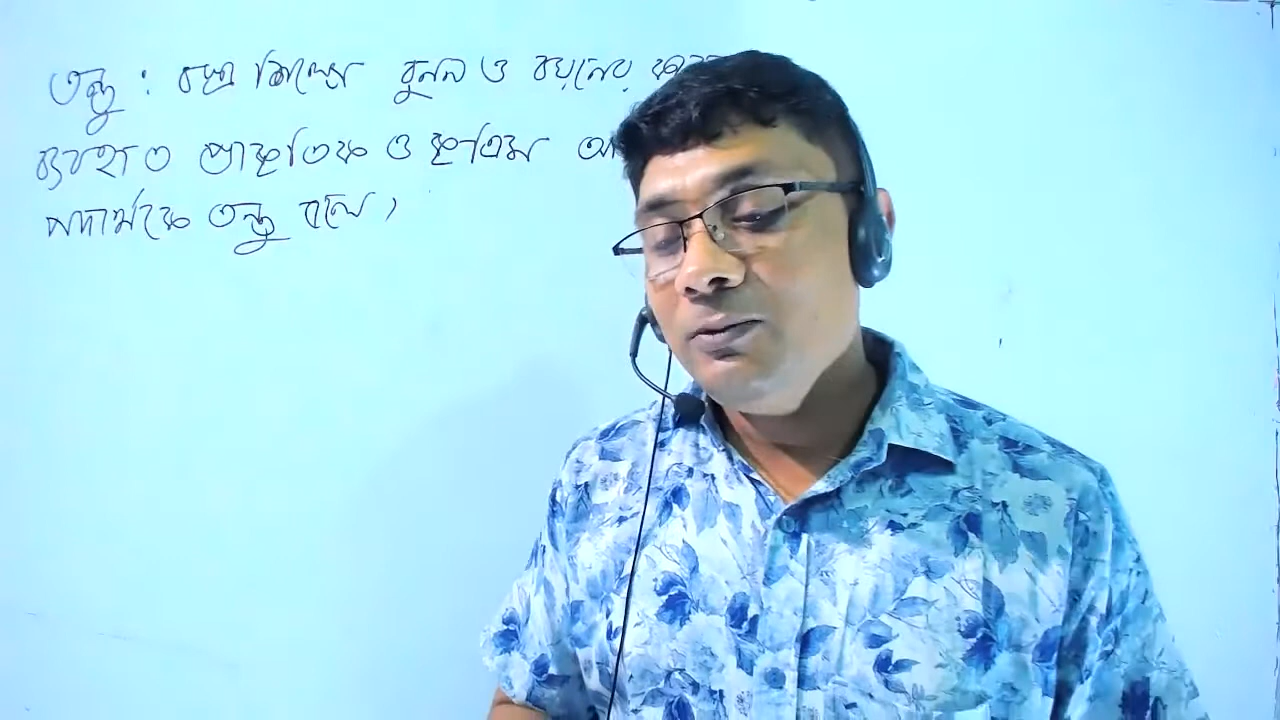 তন্তু : বস্ত্র শিল্পে বুনন ও বয়নের
ব্যবহৃত প্রাকৃতিক ও কৃত্রিম
পদার্থকে তন্তু বলে,